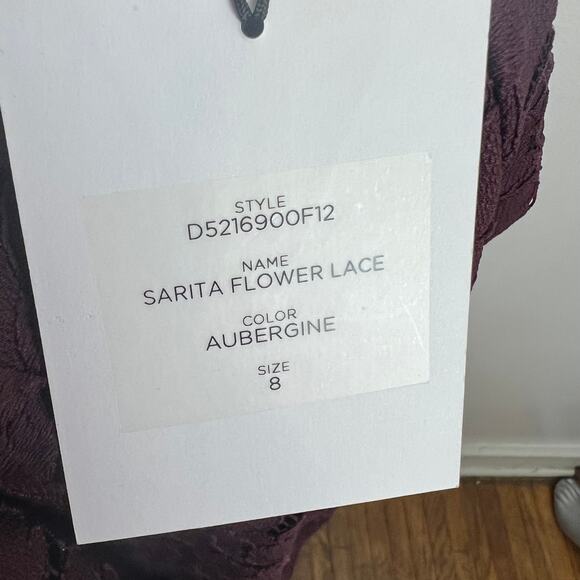 STYLE
D5216900F12
NAME
SARITA FLOWER LACE
COLOR
AUBERGINE
SIZE
8